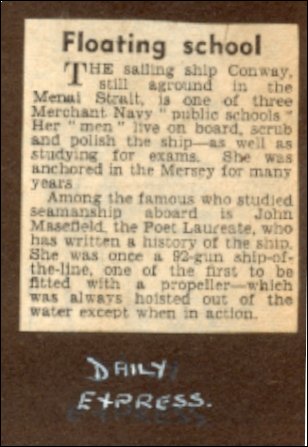 Floating school
THE sailing ship Conway,
still aground in the
Menai Strait, is one of three
Merchant Navy "public schools"
Her "men" live on board, scrub
and polish the ship—as well as
studying for exams. She was
anchored in the Mersey for many
years
Among the famous who studied
seamanship aboard is John
Masefield, the Poet Laureate, who
has written a history of the ship.
She was once a 92-gun ship-of-
the-line, one of the first to be
fitted with a propeller—which
was always hoisted out of the
water except when in action.
DAILY
EXPRESS.